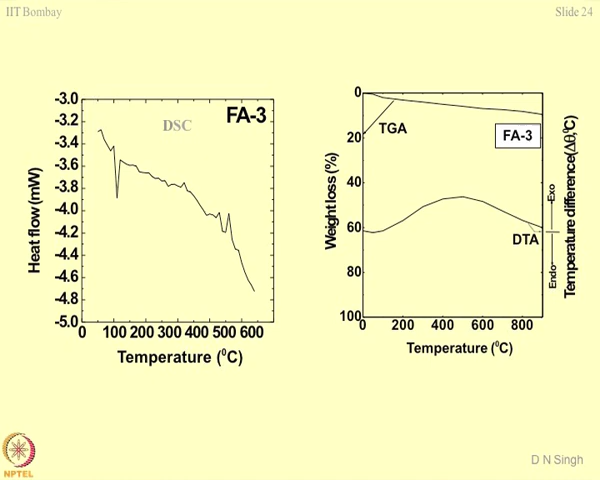 IIT Bombay
Slide 24
-3.0
-3.2
-3.4
-3.6
-3.8
-4.0
-4.2
-4.4
-4.6
-4.8
-5.0
Heat flow (mW)
DSC
FA-3
0 100 200 300 400 500 600
Temperature (⁰C)
0
20
40
60
80
100
Weight loss (%)
TGA
FA-3
DTA
Exo
Endo
Temperature difference(Δθ,⁰C)
0 200 400 600 800
Temperature (⁰C)
NPTEL
D N Singh